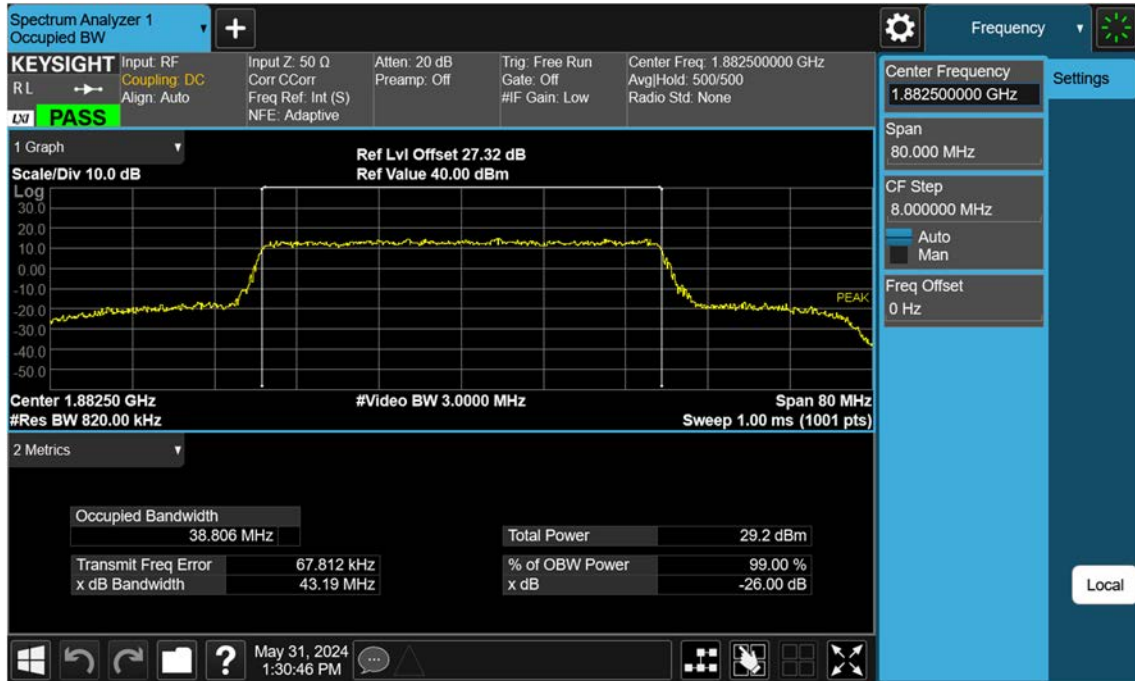 Spectrum Analyzer 1
Occupied BW
Frequency
KEYSIGHT
R L
LXI PASS
Input: RF
Coupling: DC
Align: Auto
Input Z: 50 Ω
Corr CCorr
Freq Ref: Int (S)
NFE: Adaptive
Atten: 20 dB
Preamp: Off
Trig: Free Run
Gate: Off
#IF Gain: Low
Center Freq: 1.882500000 GHz
Avg|Hold: 500/500
Radio Std: None
1 Graph
Scale/Div 10.0 dB
Ref Lvl Offset 27.32 dB
Ref Value 40.00 dBm
Log
30.0
20.0
10.0
0.00
-10.0
-20.0
-30.0
-40.0
-50.0
PEAK
Center 1.88250 GHz
#Video BW 3.0000 MHz
Span 80 MHz
#Res BW 820.00 kHz
Sweep 1.00 ms (1001 pts)
2 Metrics
Occupied Bandwidth
38.806 MHz
Total Power 29.2 dBm
Transmit Freq Error 67.812 kHz
% of OBW Power 99.00 %
x dB Bandwidth 43.19 MHz
x dB -26.00 dB
May 31, 2024
1:30:46 PM
Center Frequency
1.882500000 GHz
Settings
Span
80.000 MHz
CF Step
8.000000 MHz
Auto
Man
Freq Offset
0 Hz
Local